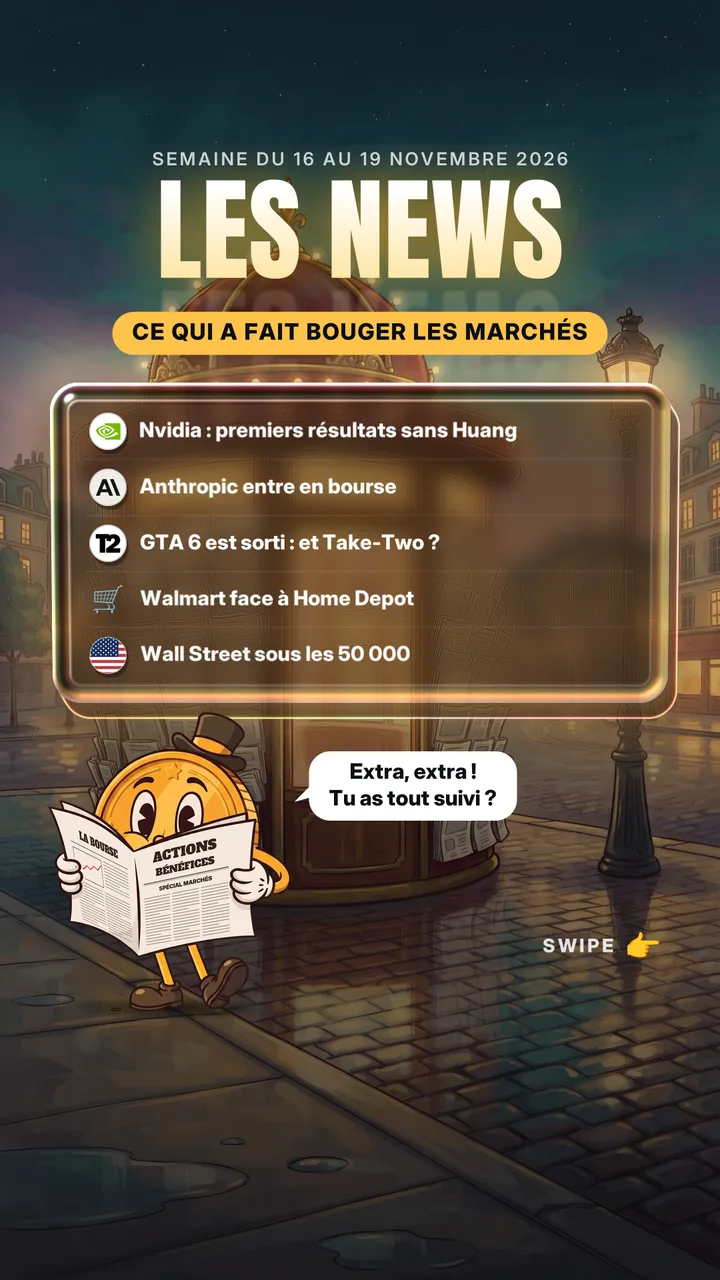 SEMAINE DU 16 AU 19 NOVEMBRE 2026
LES NEWS
CE QUI A FAIT BOUGER LES MARCHÉS
Nvidia : premiers résultats sans Huang
A\ Anthropic entre en bourse
T2 GTA 6 est sorti : et Take-Two ?
Walmart face à Home Depot
Wall Street sous les 50 000
Extra, extra !
Tu as tout suivi ?
LA BOURSE
ACTIONS
BÉNÉFICES
SPÉCIAL MARCHÉS
SWIPE